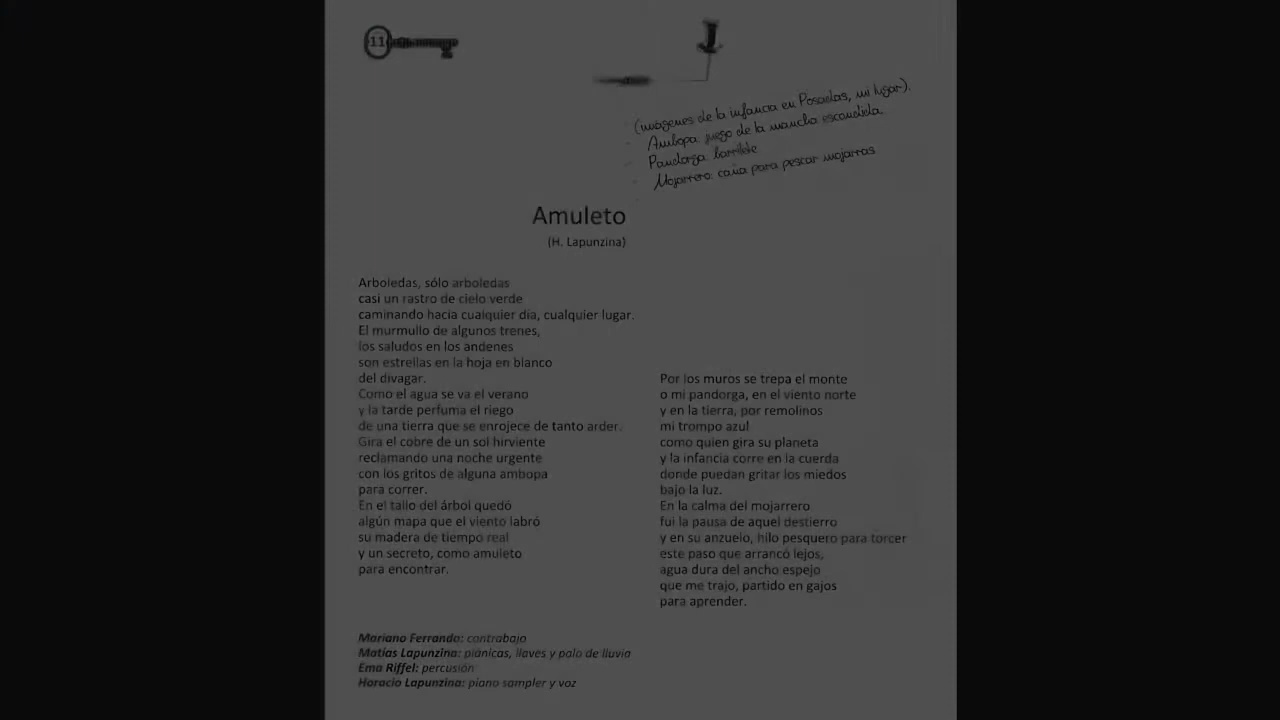 11
(imágenes de la infancia en Posadas, mi lugar).
Ambopa: juego de la mancha escondida.
Pandorga: barrilete
Mojarrero: caña para pescar mojarras
Amuleto
(H. Lapunzina)
Arboledas, sólo arboledas
casi un rastro de cielo verde
caminando hacia cualquier día, cualquier lugar.
El murmullo de algunos trenes,
los saludos en los andenes
son estrellas en la hoja en blanco
del divagar.
Como el agua se va el verano
y la tarde perfuma el riego
de una tierra que se enrojece de tanto arder.
Gira el cobre de un sol hirviente
reclamando una noche urgente
con los gritos de alguna ambopa
para correr.
En el tallo del árbol quedó
algún mapa que el viento labró
su madera de tiempo real
y un secreto, como amuleto
para encontrar.
Por los muros se trepa el monte
o mi pandorga, en el viento norte
y en la tierra, por remolinos
mi trompo azul
como quien gira su planeta
y la infancia corre en la cuerda
donde puedan gritar los miedos
bajo la luz.
En la calma del mojarrero
fui la pausa de aquel destierro
y en su anzuelo, hilo pesquero para torcer
este paso que arrancó lejos,
agua dura del ancho espejo
que me trajo, partido en gajos
para aprender.
Mariano Ferrando: contrabajo
Matías Lapunzina: piánicas, llaves y palo de lluvia
Ema Riffel: percusión
Horacio Lapunzina: piano sampler y voz